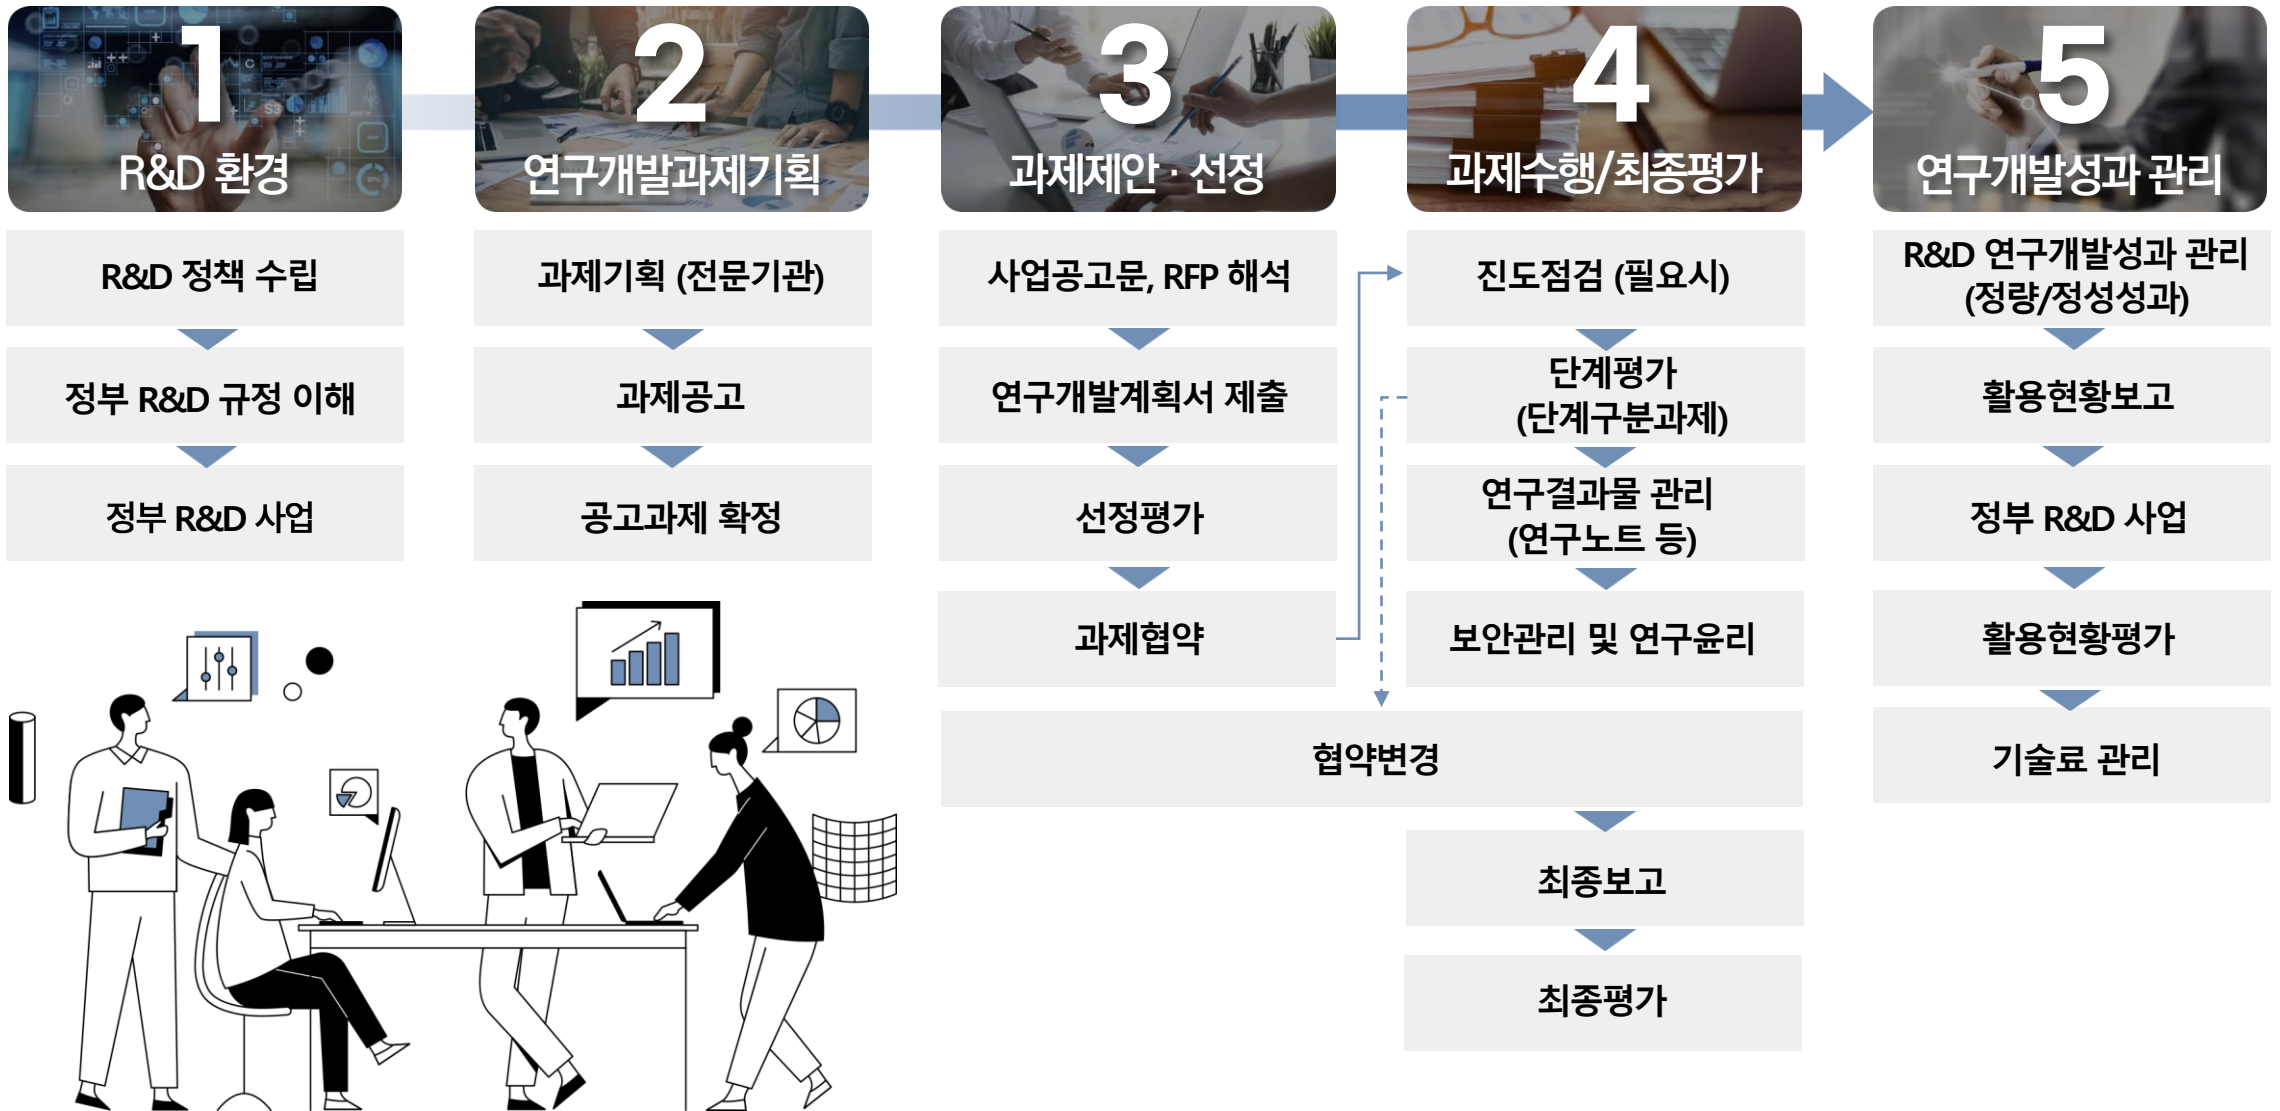 1
R&D 환경
R&D 정책 수립
정부 R&D 규정 이해
정부 R&D 사업
2
연구개발과제기획
과제기획 (전문기관)
과제공고
공고과제 확정
3
과제제안 · 선정
사업공고문, RFP 해석
연구개발계획서 제출
선정평가
과제협약
4
과제수행/최종평가
진도점검 (필요시)
단계평가
(단계구분과제)
연구결과물 관리
(연구노트 등)
보안관리 및 연구윤리
협약변경
최종보고
최종평가
5
연구개발성과 관리
R&D 연구개발성과 관리
(정량/정성성과)
활용현황보고
정부 R&D 사업
활용현황평가
기술료 관리